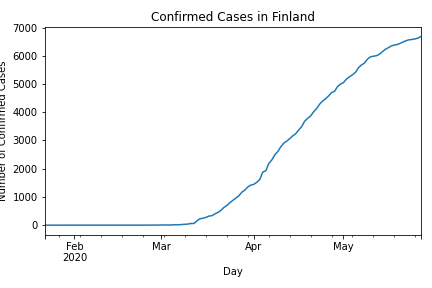 Confirmed Cases in Finland
Number of Confirmed Cases
7000
6000
5000
4000
3000
2000
1000
0
Feb
2020
Mar
Apr
May
Day